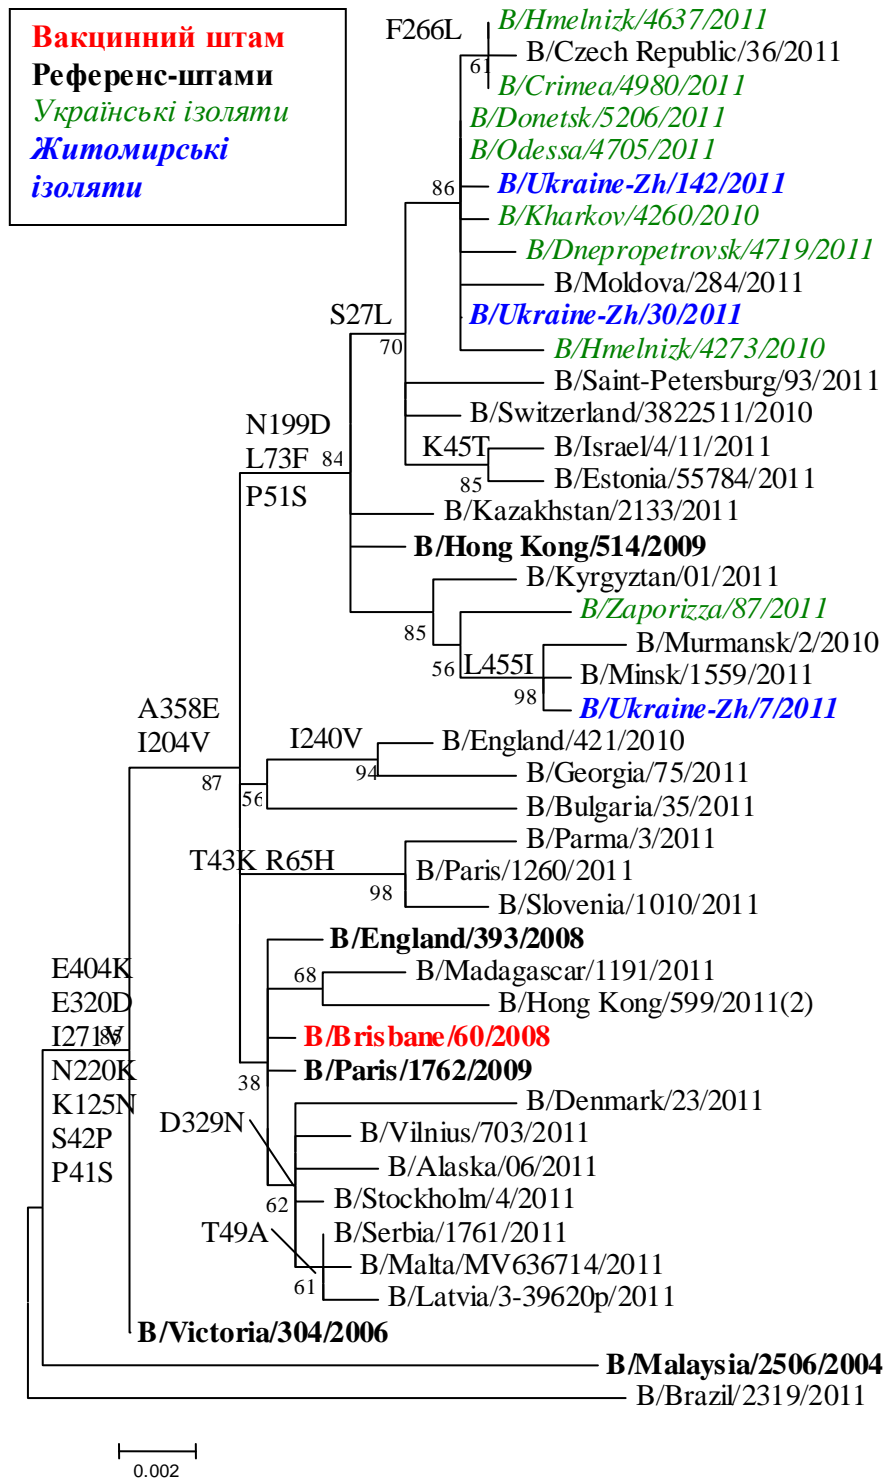 Вакцинний штам
Референс-штами
Українські ізоляти
Житомирські
ізоляти
F266L
B/Hmelnizk/4637/2011
B/Czech Republic/36/2011
61
B/Crimea/4980/2011
B/Donetsk/5206/2011
B/Odessa/4705/2011
86
B/Ukraine-Zh/142/2011
B/Kharkov/4260/2010
B/Dnepropetrovsk/4719/2011
B/Moldova/284/2011
S27L
B/Ukraine-Zh/30/2011
70
B/Hmelnizk/4273/2010
B/Saint-Petersburg/93/2011
B/Switzerland/3822511/2010
N199D
L73F
P51S
84
K45T
B/Israel/4/11/2011
85
B/Estonia/55784/2011
B/Kazakhstan/2133/2011
B/Hong Kong/514/2009
B/Kyrgyztan/01/2011
B/Zaporizza/87/2011
85
B/Murmansk/2/2010
56
L455I
B/Minsk/1559/2011
98
B/Ukraine-Zh/7/2011
A358E
I204V
87
I240V
B/England/421/2010
94
B/Georgia/75/2011
56
B/Bulgaria/35/2011
B/Parma/3/2011
T43K R65H
B/Paris/1260/2011
98
B/Slovenia/1010/2011
B/England/393/2008
68
B/Madagascar/1191/2011
B/Hong Kong/599/2011(2)
E404K
E320D
I271V
N220K
K125N
S42P
P41S
B/Brisbane/60/2008
B/Paris/1762/2009
38
B/Denmark/23/2011
D329N
B/Vilnius/703/2011
B/Alaska/06/2011
62
B/Stockholm/4/2011
T49A
B/Serbia/1761/2011
B/Malta/MV636714/2011
61
B/Latvia/3-39620p/2011
B/Victoria/304/2006
B/Malaysia/2506/2004
B/Brazil/2319/2011
0.002